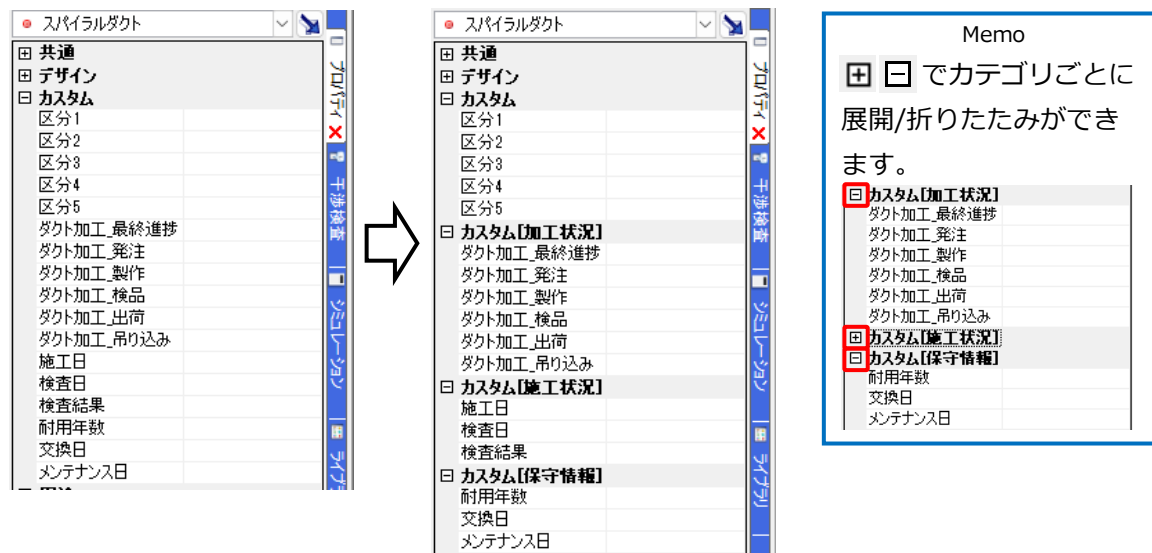 スパイラルダクト
共通
デザイン
カスタム
区分1
区分2
区分3
区分4
区分5
ダクト加工_最終進捗
ダクト加工_発注
ダクト加工_製作
ダクト加工_検品
ダクト加工_出荷
ダクト加工_吊り込み
施工日
検査日
検査結果
耐用年数
交換日
メンテナンス日
プロパティ
干渉検査
シミュレーション
ライブラリ
スパイラルダクト
共通
デザイン
カスタム
区分1
区分2
区分3
区分4
区分5
カスタム[加工状況]
ダクト加工_最終進捗
ダクト加工_発注
ダクト加工_製作
ダクト加工_検品
ダクト加工_出荷
ダクト加工_吊り込み
カスタム[施工状況]
施工日
検査日
検査結果
カスタム[保守情報]
耐用年数
交換日
メンテナンス日
プロパティ
干渉検査
シミュレーション
ライブラリ
Memo
でカテゴリごとに
展開/折りたたみができ
ます。
カスタム[加工状況]
ダクト加工_最終進捗
ダクト加工_発注
ダクト加工_製作
ダクト加工_検品
ダクト加工_出荷
ダクト加工_吊り込み
カスタム[施工状況]
カスタム[保守情報]
耐用年数
交換日
メンテナンス日